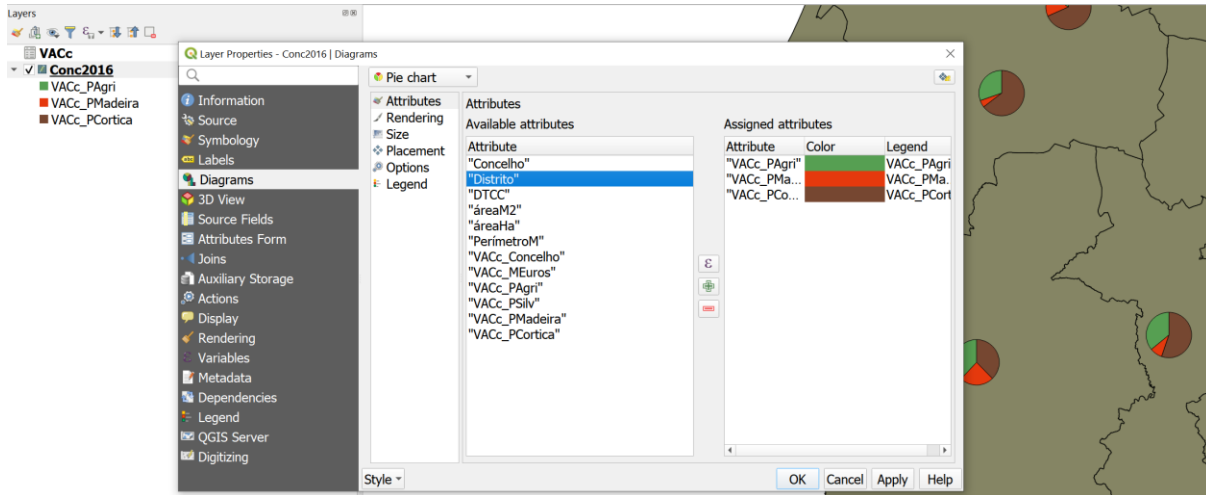 Layers
VACc
Conc2016
VACc_PAgri
VACc_PMadeira
VACc_PCortica
Layer Properties - Conc2016 | Diagrams
Information
Source
Symbology
Labels
Diagrams
3D View
Source Fields
Attributes Form
Joins
Auxiliary Storage
Actions
Display
Rendering
Variables
Metadata
Dependencies
Legend
QGIS Server
Digitizing
Pie chart
Attributes
Rendering
Size
Placement
Options
Legend
Attributes
Available attributes
Attribute
"Concelho"
"Distrito"
"DTCC"
"áreaM2"
"áreaHa"
"PerímetroM"
"VACc_Concelho"
"VACc_MEuros"
"VACc_PAgri"
"VACc_PSilv"
"VACc_PMadeira"
"VACc_PCortica"
ε
Assigned attributes
Attribute Color Legend
"VACc_PAgri" VACc_PAgri
"VACc_PMa... VACc_PMa.
"VACc_PCo... VACc_PCort
Style
OK Cancel Apply Help